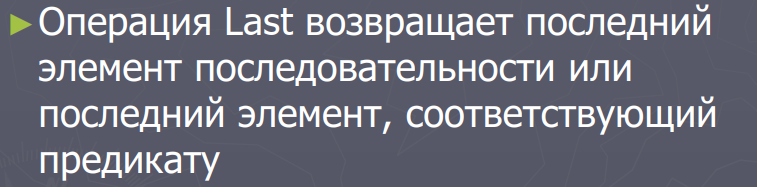 ►Операция Last возвращает последний
элемент последовательности или
последний элемент, соответствующий
предикату